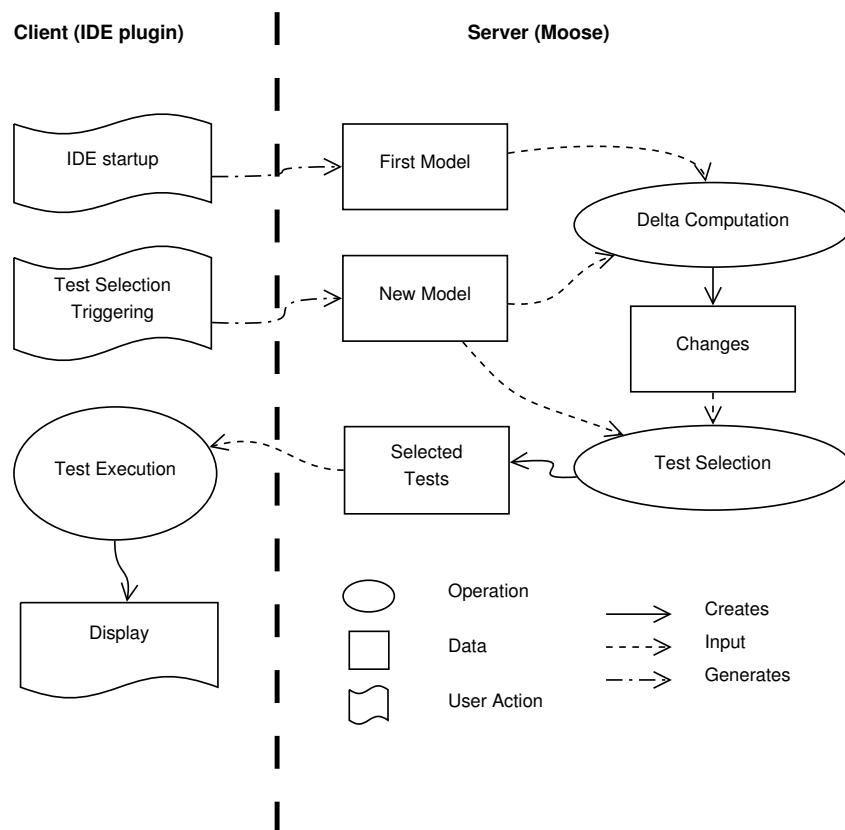 Client (IDE plugin)
Server (Moose)
IDE startup
First Model
Delta Computation
Test Selection
Triggering
New Model
Changes
Test Execution
Selected
Tests
Test Selection
Display
Operation
Data
User Action
Creates
Input
Generates